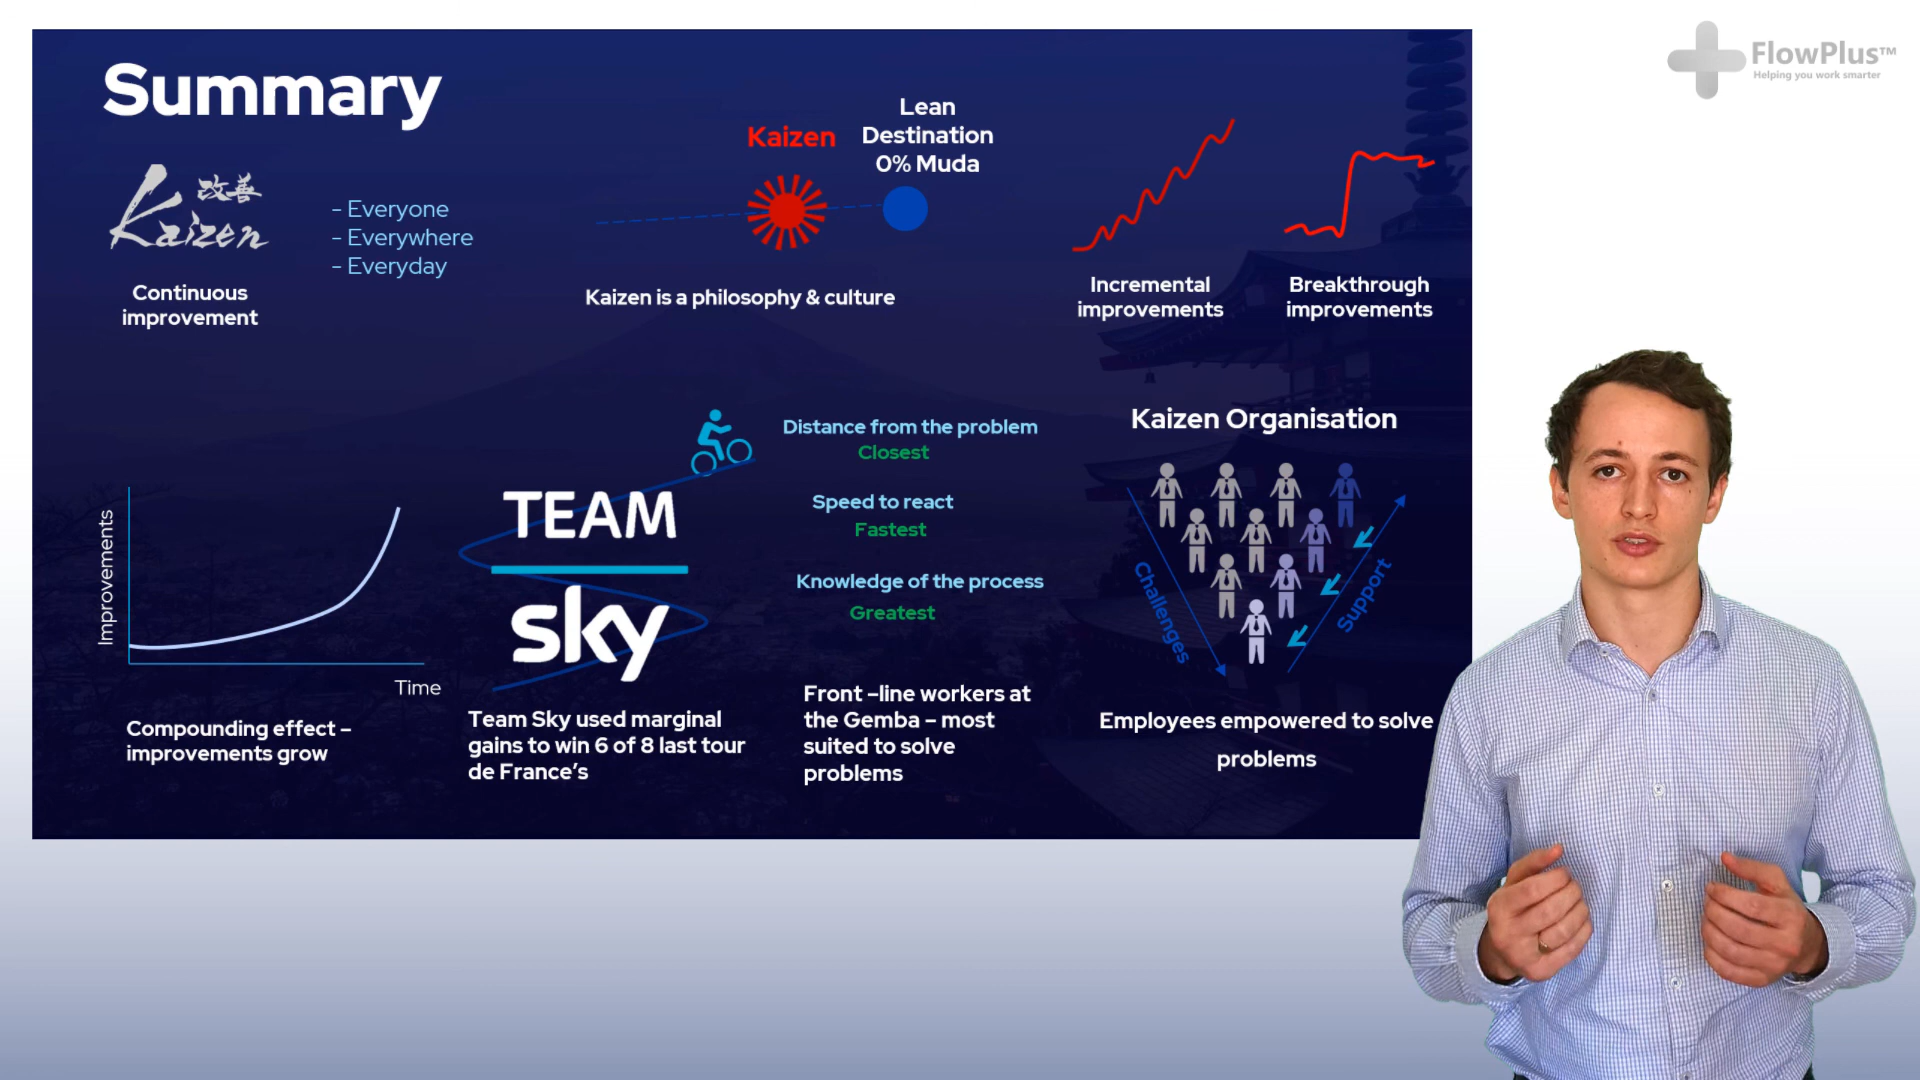 Summary
改善
Kaizen
Continuous
improvement
- Everyone
- Everywhere
- Everyday
Kaizen
Lean
Destination
0% Muda
Kaizen is a philosophy & culture
Incremental
improvements
Breakthrough
improvements
Improvements
Time
Compounding effect –
improvements grow
TEAM
sky
Team Sky used marginal
gains to win 6 of 8 last tour
de France's
Distance from the problem
Closest
Speed to react
Fastest
Knowledge of the process
Greatest
Front –line workers at
the Gemba – most
suited to solve
problems
Kaizen Organisation
Challenges
Support
Employees empowered to solve
problems
FlowPlus™
Helping you work smarter